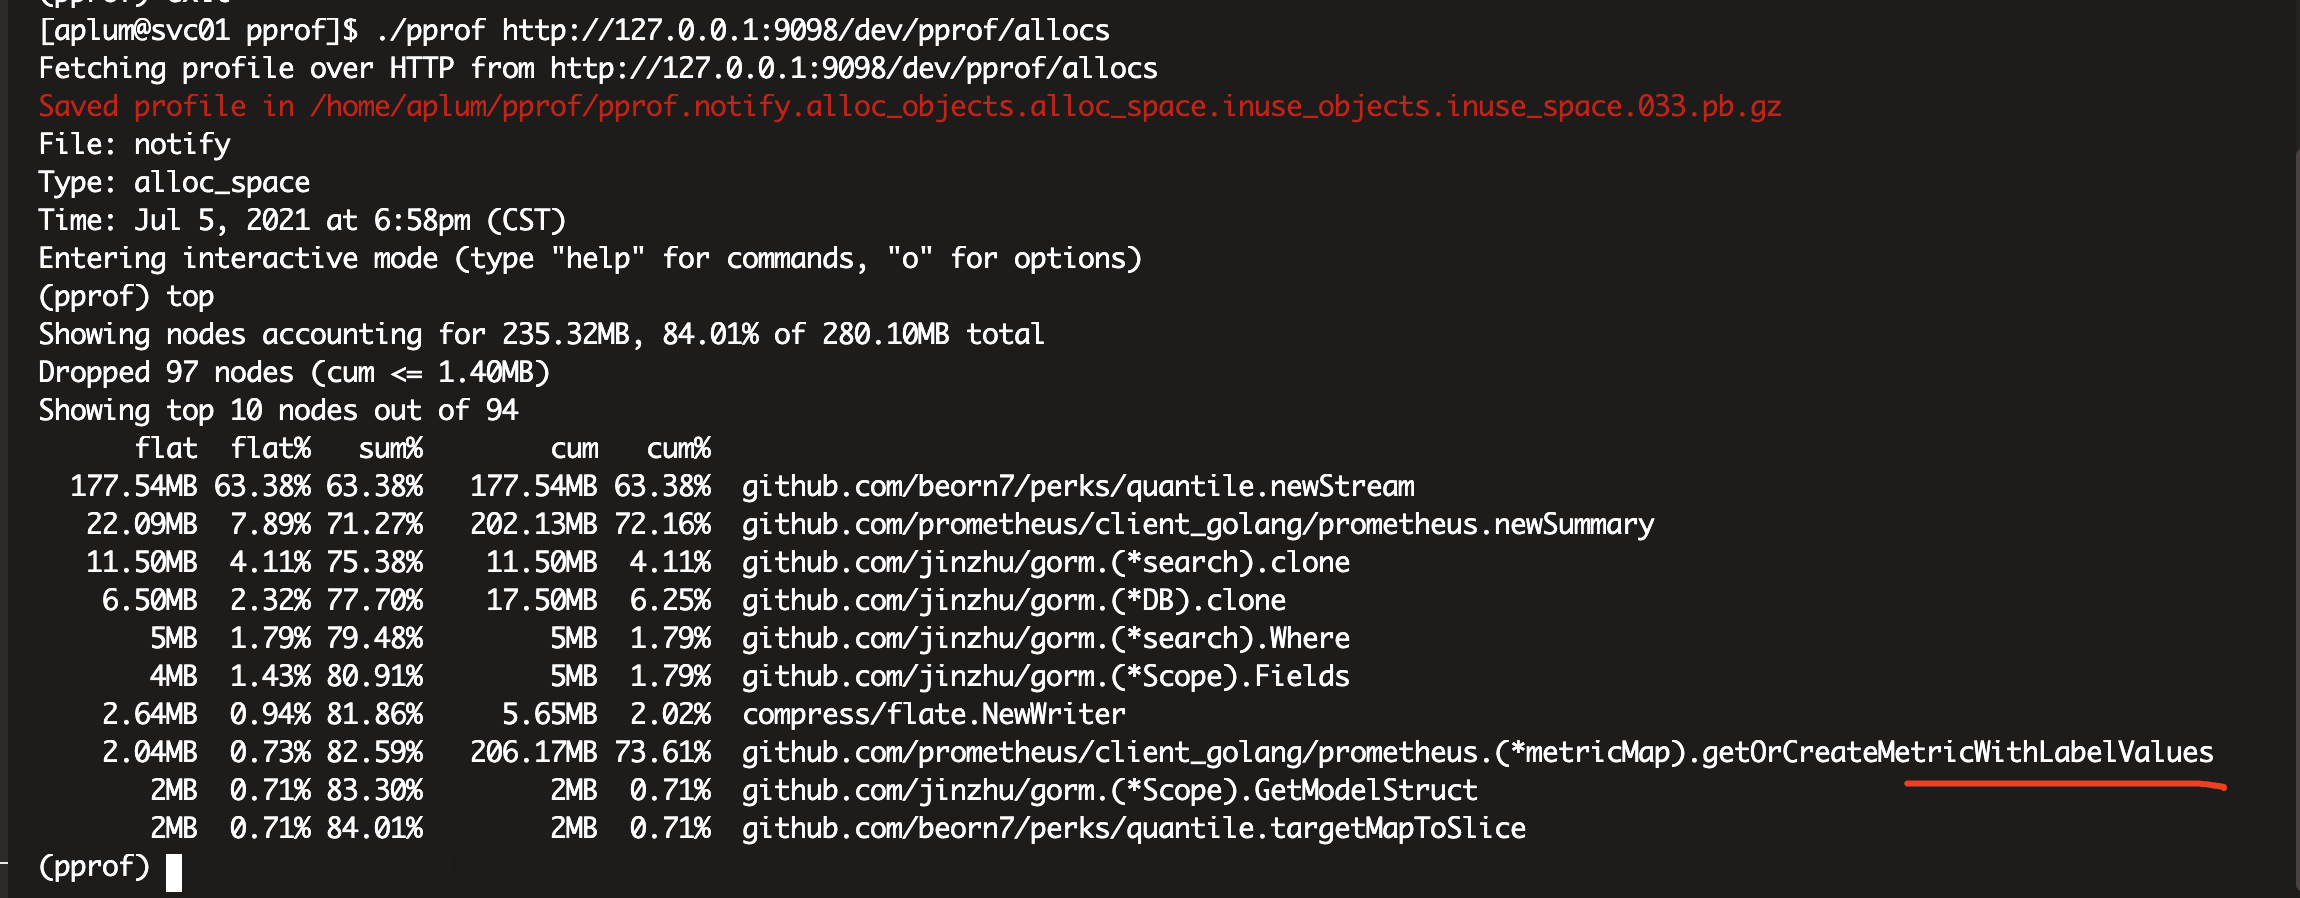 (pprof) exit
[aplum@svc01 pprof]$ ./pprof http://127.0.0.1:9098/dev/pprof/allocs
Fetching profile over HTTP from http://127.0.0.1:9098/dev/pprof/allocs
Saved profile in /home/aplum/pprof/pprof.notify.alloc_objects.alloc_space.inuse_objects.inuse_space.033.pb.gz
File: notify
Type: alloc_space
Time: Jul 5, 2021 at 6:58pm (CST)
Entering interactive mode (type "help" for commands, "o" for options)
(pprof) top
Showing nodes accounting for 235.32MB, 84.01% of 280.10MB total
Dropped 97 nodes (cum <= 1.40MB)
Showing top 10 nodes out of 94
flat flat% sum% cum cum%
177.54MB 63.38% 63.38% 177.54MB 63.38% github.com/beorn7/perks/quantile.newStream
22.09MB 7.89% 71.27% 202.13MB 72.16% github.com/prometheus/client_golang/prometheus.newSummary
11.50MB 4.11% 75.38% 11.50MB 4.11% github.com/jinzhu/gorm.(*search).clone
6.50MB 2.32% 77.70% 17.50MB 6.25% github.com/jinzhu/gorm.(*DB).clone
5MB 1.79% 79.48% 5MB 1.79% github.com/jinzhu/gorm.(*search).Where
4MB 1.43% 80.91% 5MB 1.79% github.com/jinzhu/gorm.(*Scope).Fields
2.64MB 0.94% 81.86% 5.65MB 2.02% compress/flate.NewWriter
2.04MB 0.73% 82.59% 206.17MB 73.61% github.com/prometheus/client_golang/prometheus.(*metricMap).getOrCreateMetricWithLabelValues
2MB 0.71% 83.30% 2MB 0.71% github.com/jinzhu/gorm.(*Scope).GetModelStruct
2MB 0.71% 84.01% 2MB 0.71% github.com/beorn7/perks/quantile.targetMapToSlice
(pprof)